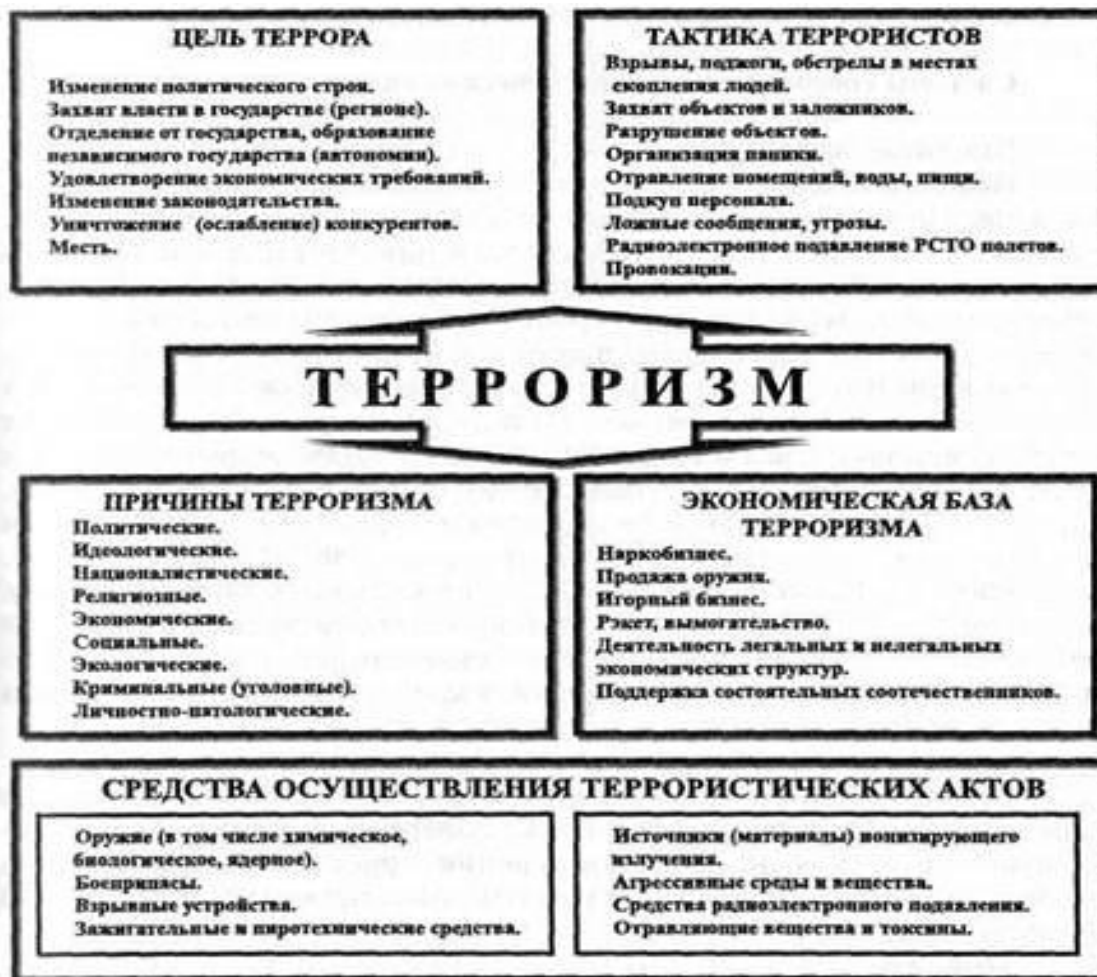 ЦЕЛЬ ТЕРРОРА
Изменение политического строя.
Захват власти в государстве (регионе).
Отделение от государства, образование
независимого государства (автономии).
Удовлетворение экономических требований.
Изменение законодательства.
Уничтожение (ослабление) конкурентов.
Месть.
ТАКТИКА ТЕРРОРИСТОВ
Взрывы, поджоги, обстрелы в местах
скопления людей.
Захват объектов и заложников.
Разрушение объектов.
Организация паники.
Отравление помещений, воды, пищи.
Подкуп персонала.
Ложные сообщения, угрозы.
Радиоэлектронное подавление РСТО полетов.
Провокации.
ТЕРРОРИЗМ
ПРИЧИНЫ ТЕРРОРИЗМА
Политические.
Идеологические.
Националистические.
Религиозные.
Экономические.
Социальные.
Экологические.
Криминальные (уголовные).
Личностно-патологические.
ЭКОНОМИЧЕСКАЯ БАЗА
ТЕРРОРИЗМА
Наркобизнес.
Продажа оружия.
Игорный бизнес.
Рэкет, вымогательство.
Деятельность легальных и нелегальных
экономических структур.
Поддержка состоятельных соотечественников.
СРЕДСТВА ОСУЩЕСТВЛЕНИЯ ТЕРРОРИСТИЧЕСКИХ АКТОВ
Оружие (в том числе химическое,
биологическое, ядерное).
Боеприпасы.
Взрывные устройства.
Зажигательные и пиротехнические средства.
Источники (материалы) ионизирующего
излучения.
Агрессивные среды и вещества.
Средства радиоэлектронного подавления.
Отравляющие вещества и токсины.